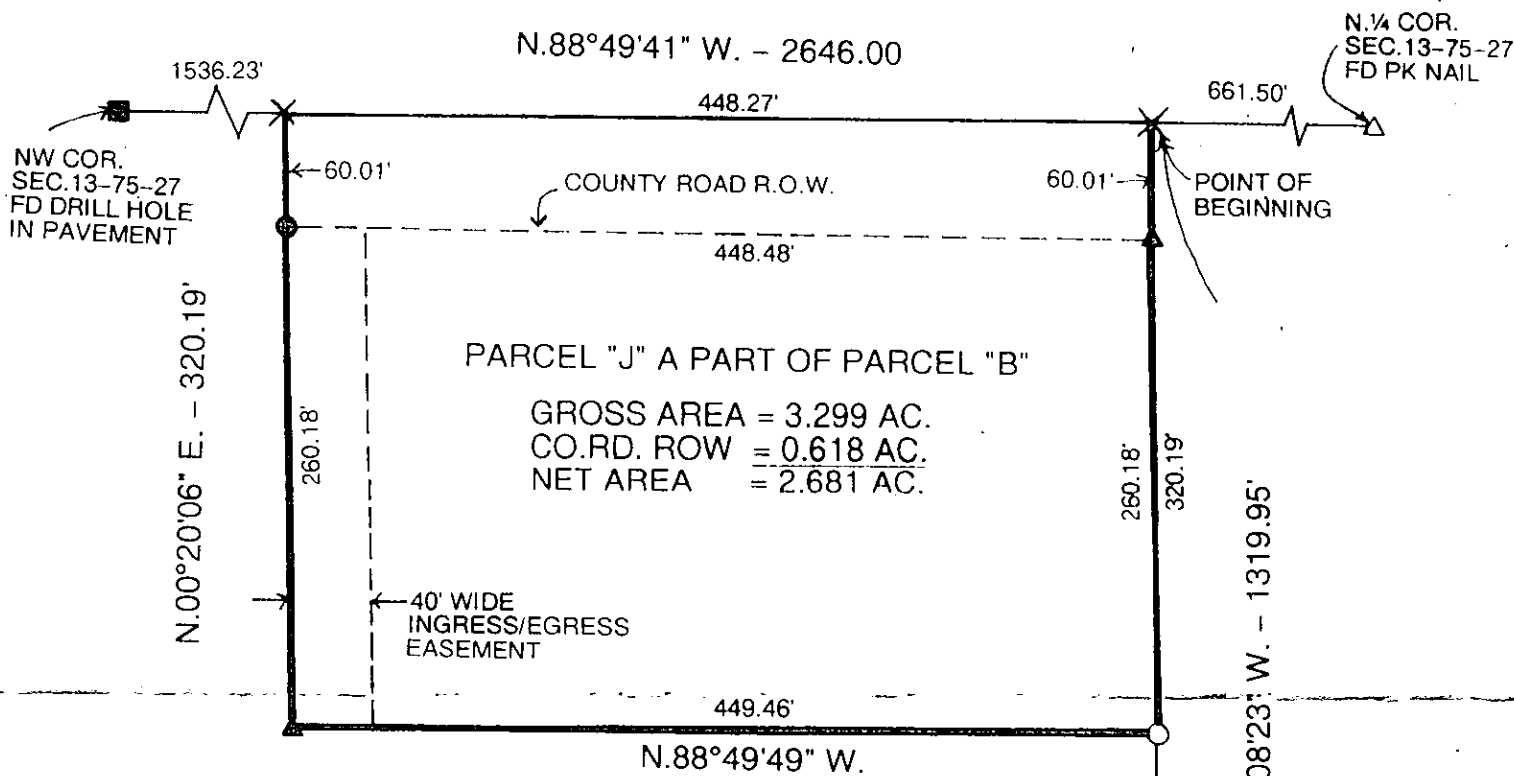 N.88°49'41" W. – 2646.00
N.¼ COR.
SEC.13-75-27
FD PK NAIL
1536.23'
448.27'
661.50'
NW COR.
SEC.13-75-27
FD DRILL HOLE
IN PAVEMENT
60.01'
COUNTY ROAD R.O.W.
60.01'
POINT OF
BEGINNING
448.48'
N.00°20'06" E. – 320.19'
PARCEL "J" A PART OF PARCEL "B"
GROSS AREA = 3.299 AC.
CO.RD. ROW = 0.618 AC.
NET AREA = 2.681 AC.
260.18'
260.18'
320.19'
08'23" W. – 1319.95'
40' WIDE
INGRESS/EGRESS
EASEMENT
449.46'
N.88°49'49" W.